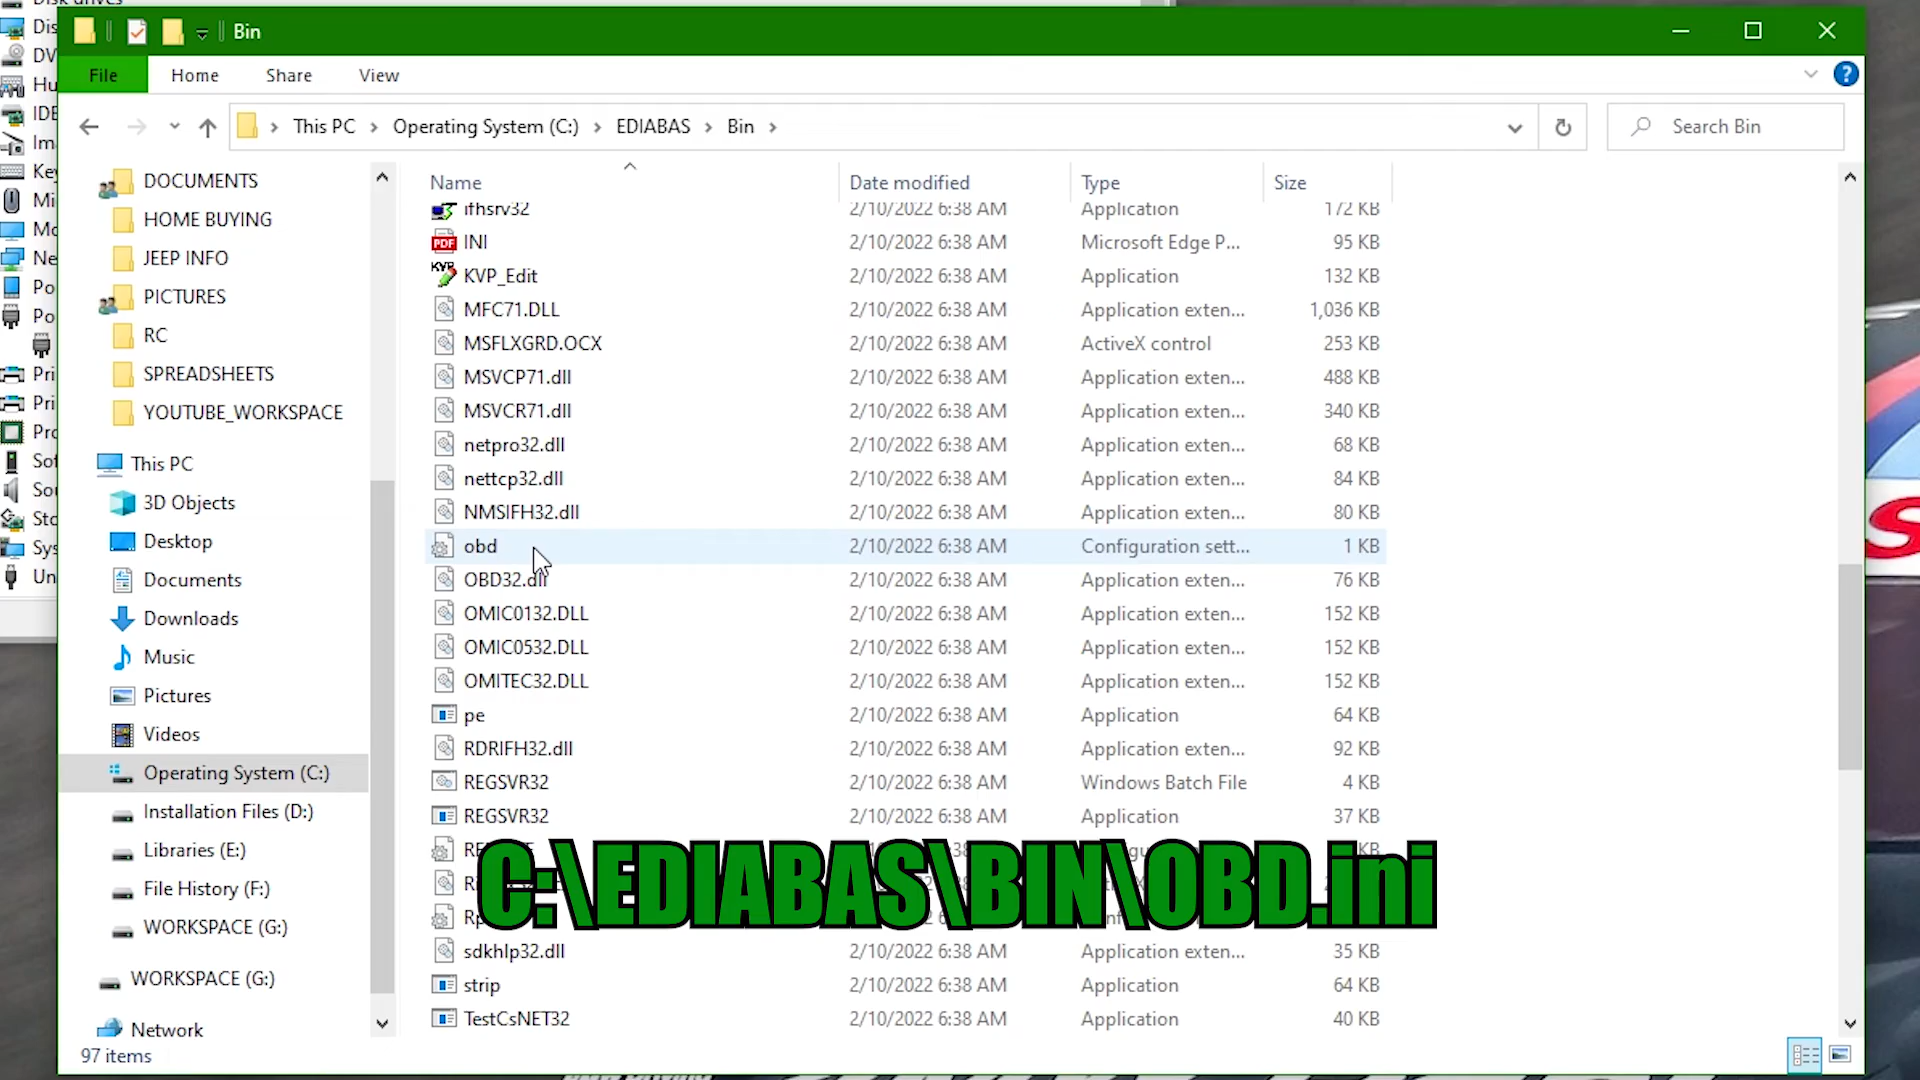 Bin
File Home Share View
This PC Operating System (C:) EDIABAS Bin
Search Bin
Name Date modified Type Size
DOCUMENTS
HOME BUYING
JEEP INFO
PICTURES
RC
SPREADSHEETS
YOUTUBE_WORKSPACE
This PC
3D Objects
Desktop
Documents
Downloads
Music
Pictures
Videos
Operating System (C:)
Installation Files (D:)
Libraries (E:)
File History (F:)
WORKSPACE (G:)
WORKSPACE (G:)
Network
ifhsrv32 2/10/2022 6:38 AM Application 172 KB
INI 2/10/2022 6:38 AM Microsoft Edge P... 95 KB
KVP_Edit 2/10/2022 6:38 AM Application 132 KB
MFC71.DLL 2/10/2022 6:38 AM Application exten... 1,036 KB
MSFLXGRD.OCX 2/10/2022 6:38 AM ActiveX control 253 KB
MSVCP71.dll 2/10/2022 6:38 AM Application exten... 488 KB
MSVCR71.dll 2/10/2022 6:38 AM Application exten... 340 KB
netpro32.dll 2/10/2022 6:38 AM Application exten... 68 KB
nettcp32.dll 2/10/2022 6:38 AM Application exten... 84 KB
NMSIFH32.dll 2/10/2022 6:38 AM Application exten... 80 KB
obd 2/10/2022 6:38 AM Configuration sett... 1 KB
OBD32.dll 2/10/2022 6:38 AM Application exten... 76 KB
OMIC0132.DLL 2/10/2022 6:38 AM Application exten... 152 KB
OMIC0532.DLL 2/10/2022 6:38 AM Application exten... 152 KB
OMITEC32.DLL 2/10/2022 6:38 AM Application exten... 152 KB
pe 2/10/2022 6:38 AM Application 64 KB
RDRIFH32.dll 2/10/2022 6:38 AM Application exten... 92 KB
REGSVR32 2/10/2022 6:38 AM Windows Batch File 4 KB
REGSVR32 2/10/2022 6:38 AM Application 37 KB
C:\EDIABAS\BIN\OBD.ini
sdkhlp32.dll 2/10/2022 6:38 AM Application exten... 35 KB
strip 2/10/2022 6:38 AM Application 64 KB
TestCsNET32 2/10/2022 6:38 AM Application 40 KB
97 items